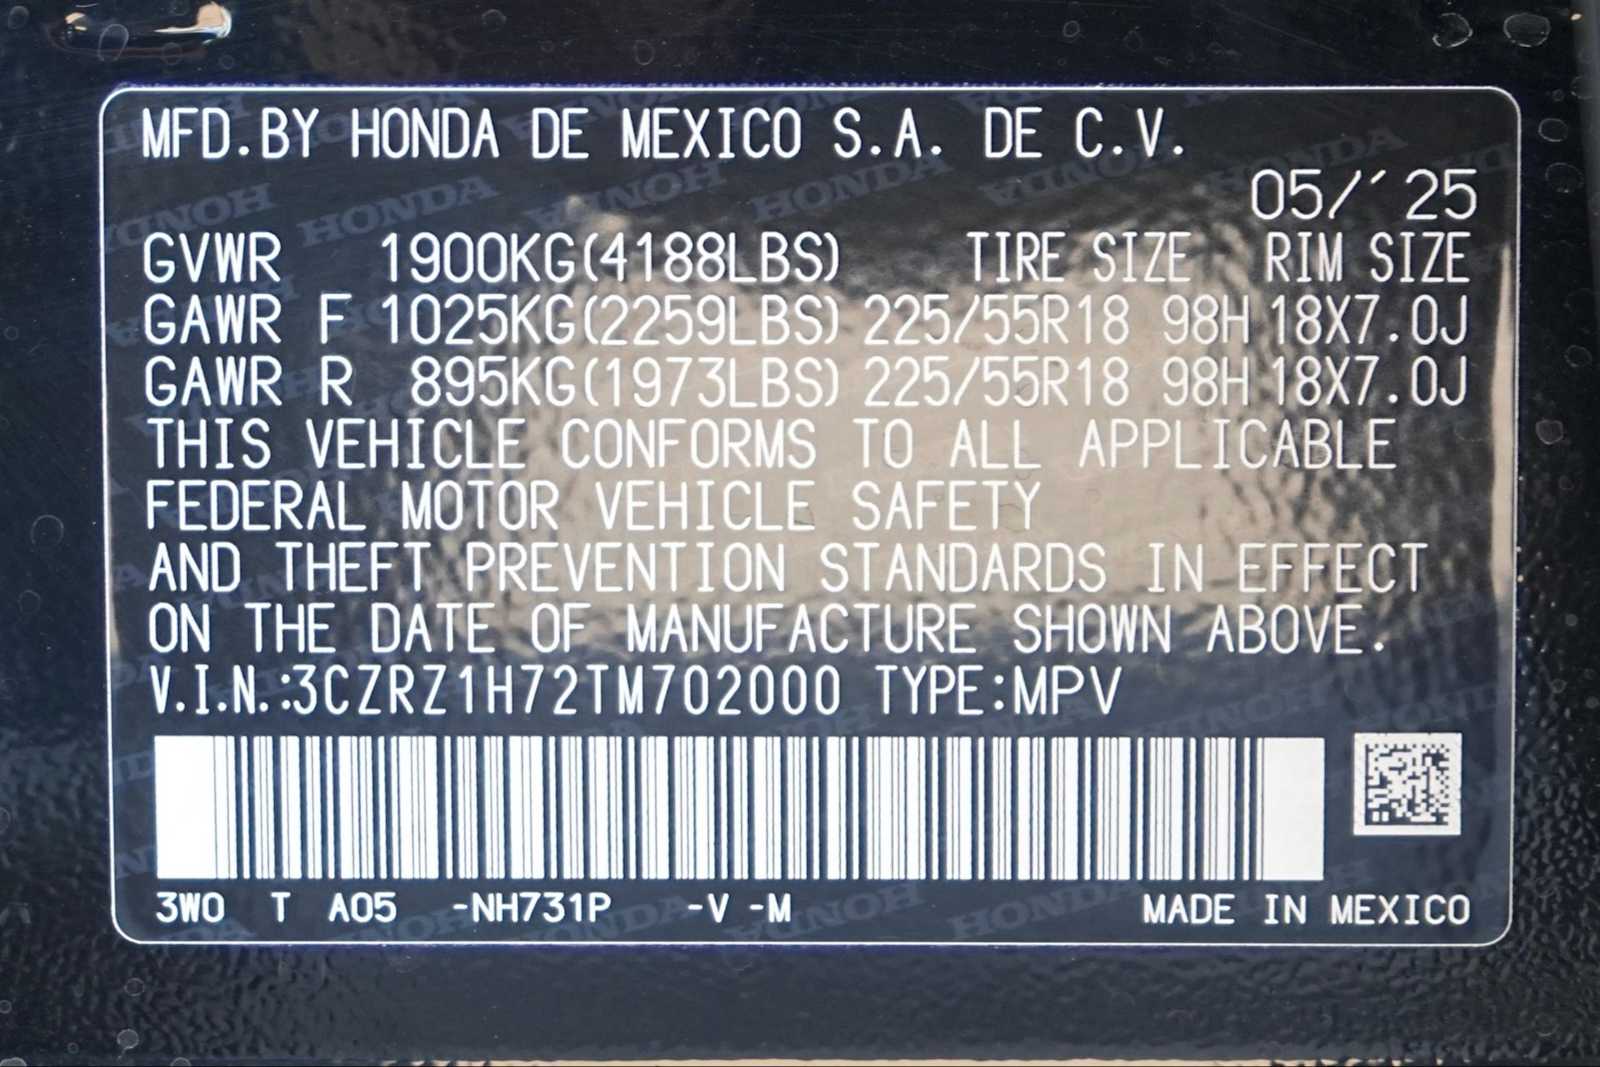 MFD.BY HONDA DE MEXICO S.A. DE C.V.
05/´25
GVWR 1900KG(4188LBS) TIRE SIZE RIM SIZE
GAWR F 1025KG(2259LBS) 225/55R18 98H 18X7.0J
GAWR R 895KG(1973LBS) 225/55R18 98H 18X7.0J
THIS VEHICLE CONFORMS TO ALL APPLICABLE
FEDERAL MOTOR VEHICLE SAFETY
AND THEFT PREVENTION STANDARDS IN EFFECT
ON THE DATE OF MANUFACTURE SHOWN ABOVE.
V.I.N.:3CZRZ1H72TM702000 TYPE:MPV
3W0 T A05 -NH731P -V -M MADE IN MEXICO